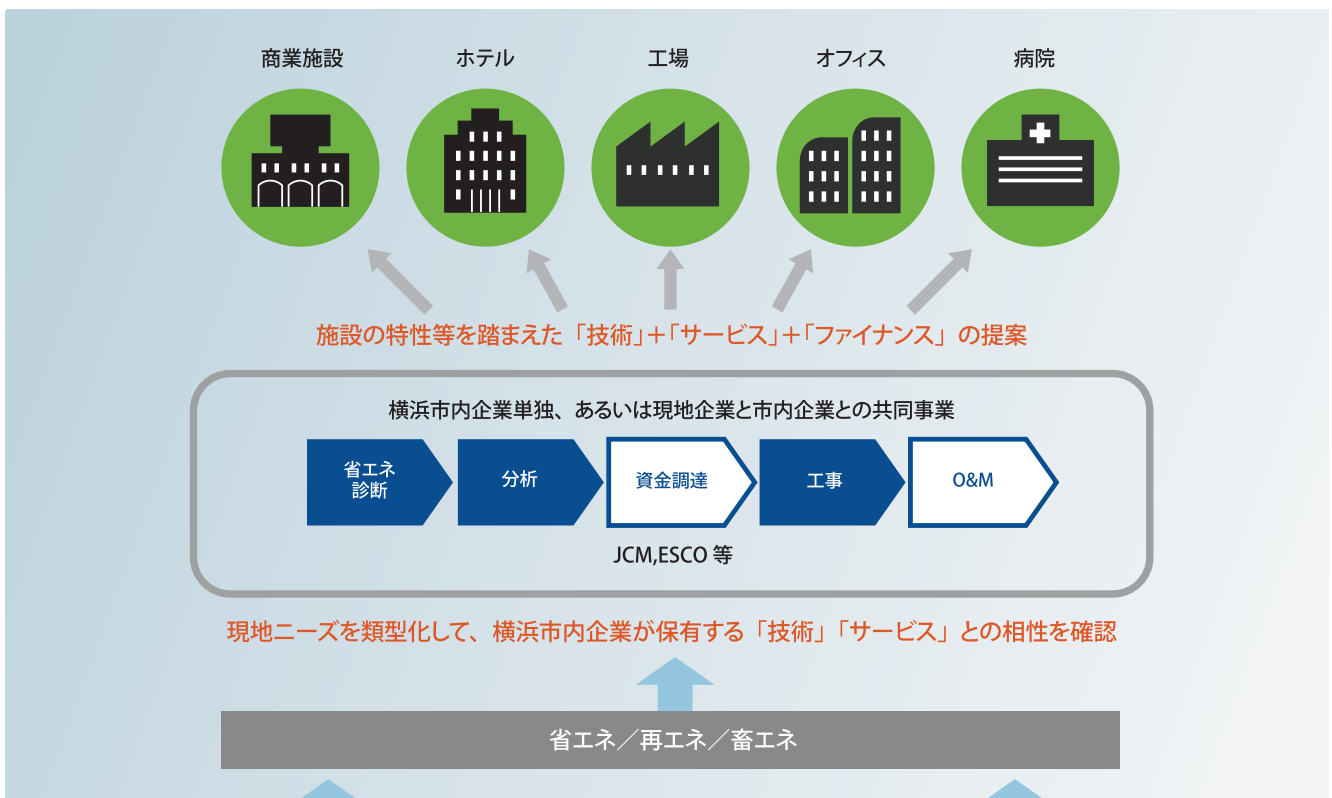 商業施設
ホテル
工場
オフィス
病院
施設の特性等を踏まえた「技術」＋「サービス」＋「ファイナンス」の提案
横浜市内企業単独、あるいは現地企業と市内企業との共同事業
省エネ
診断
分析
資金調達
工事
O&M
JCM,ESCO 等
現地ニーズを類型化して、横浜市内企業が保有する「技術」「サービス」との相性を確認
省エネ／再エネ／畜エネ